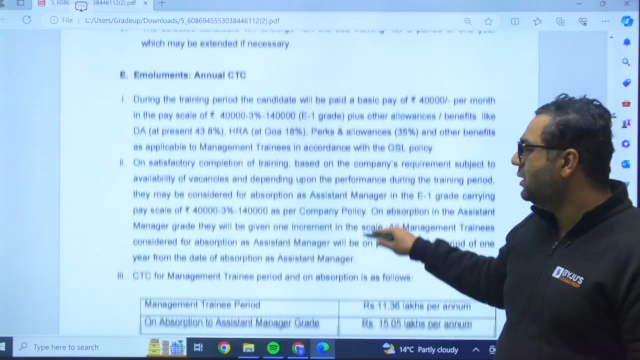 5_6086
38446112(2).pdf
File
C:/Users/Gradeup/Downloads/5_6086945553038446112(2).pdf
which may be extended if necessary
E. Emoluments: Annual CTC
i. During the training period the candidate will be paid a basic pay of ₹ 40000/- per month
in the pay scale of ₹. 40000-3%-140000 (E-1 grade) plus other allowances / benefits like
DA (at present 43.8%), HRA (at Goa 18%), Perks & allowances (35%) and other benefits
as applicable to Management Trainees in accordance with the GSL policy.
ii. On satisfactory completion of training, based on the company's requirement subject to
availability of vacancies and depending upon the performance during the training period,
they may be considered for absorption as Assistant Manager in the E-1 grade carrying
pay scale of ₹ 40000-3%-140000 as per Company Policy. On absorption in the Assistant
Manager grade they will be given one increment in the scale. All Management Trainees
considered for absorption as Assistant Manager will be on period of one
year from the date of absorption as Assistant Manager.
iii. CTC for Management Trainee period and on absorption is as follows:
Management Trainee Period Rs 11.36 lakhs per annum
On Absorption to Assistant Manager Grade Rs. 15.05 lakhs per annum
BYJU'S
Type here to search
14°C Partly cloudy